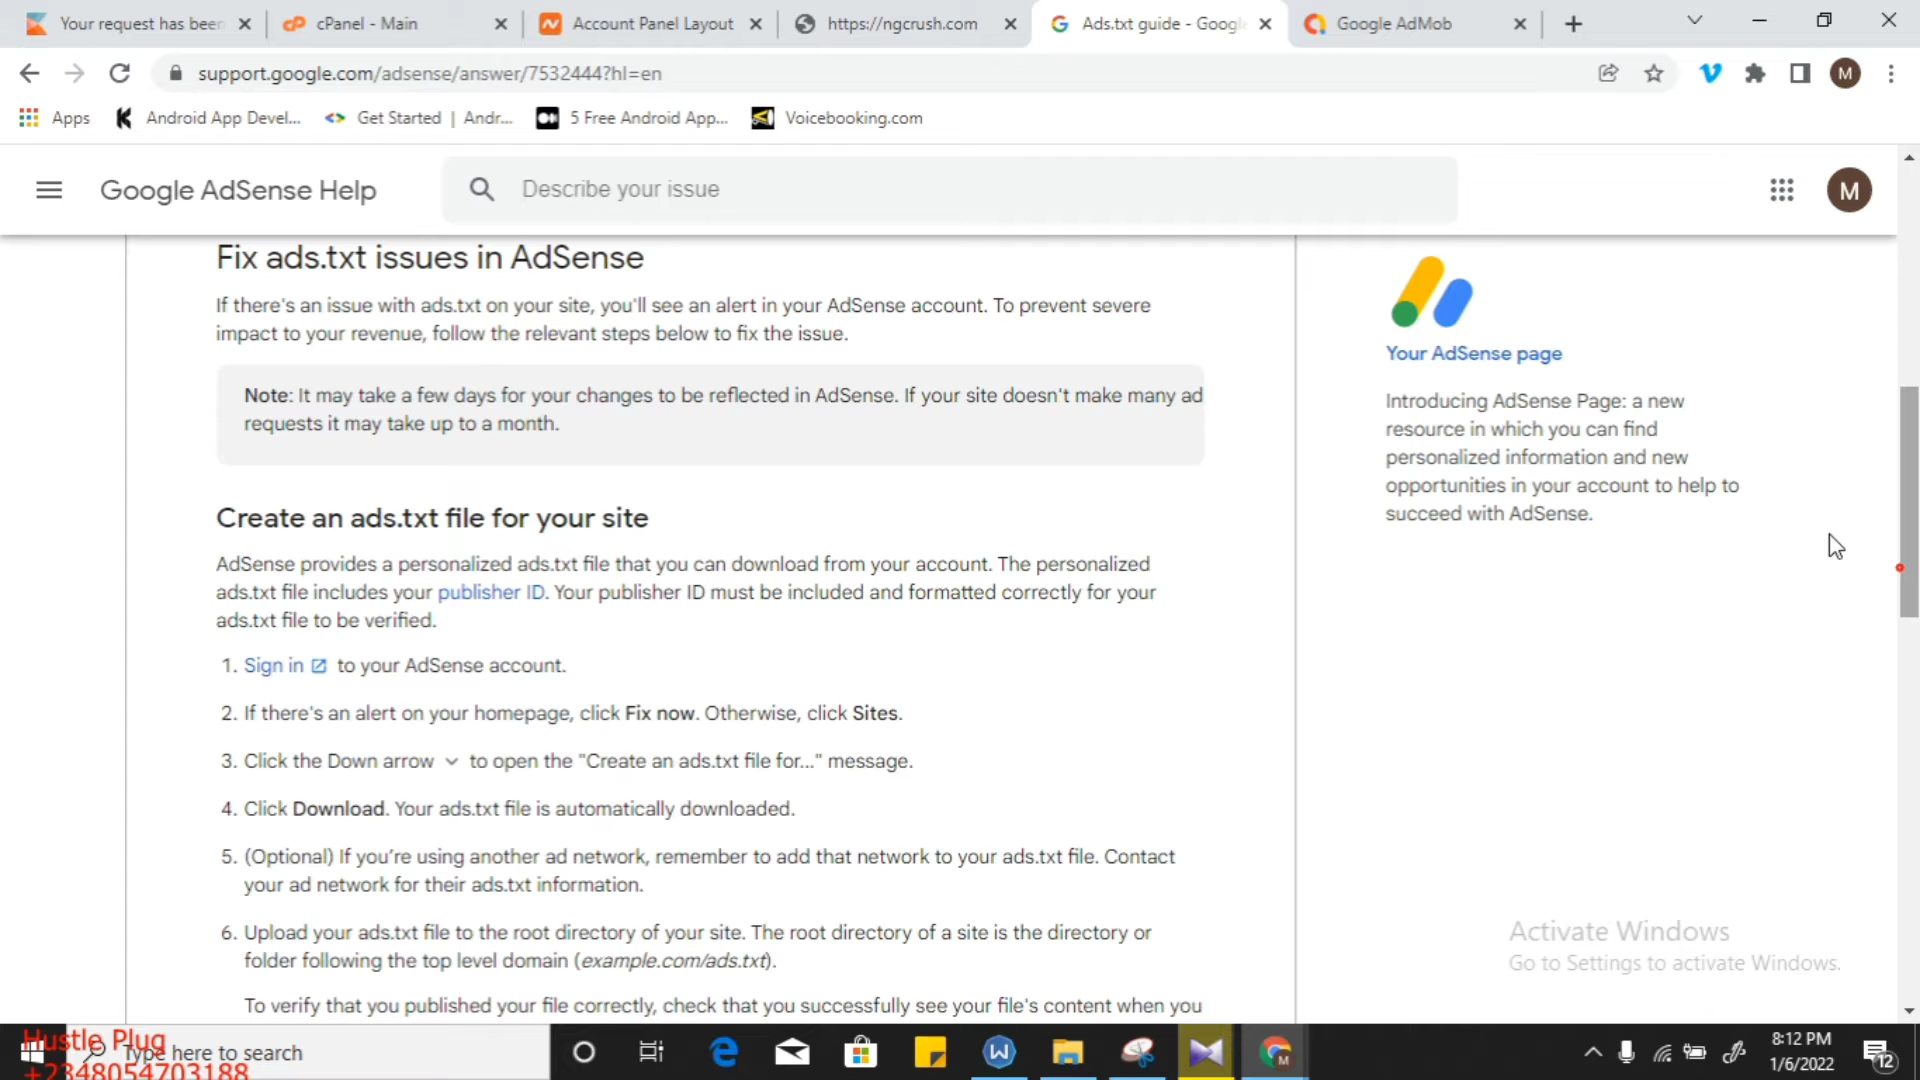 Your request has been
cPanel - Main
Account Panel Layout
https://ngcrush.com
Ads.txt guide - Google
Google AdMob
support.google.com/adsense/answer/7532444?hl=en
M
Apps
Android App Devel...
Get Started | Andr...
5 Free Android App...
Voicebooking.com
Google AdSense Help
Describe your issue
M
Fix ads.txt issues in AdSense
If there's an issue with ads.txt on your site, you'll see an alert in your AdSense account. To prevent severe
impact to your revenue, follow the relevant steps below to fix the issue.
Note: It may take a few days for your changes to be reflected in AdSense. If your site doesn't make many ad
requests it may take up to a month.
Create an ads.txt file for your site
AdSense provides a personalized ads.txt file that you can download from your account. The personalized
ads.txt file includes your publisher ID. Your publisher ID must be included and formatted correctly for your
ads.txt file to be verified.
1. Sign in to your AdSense account.
2. If there's an alert on your homepage, click Fix now. Otherwise, click Sites.
3. Click the Down arrow to open the "Create an ads.txt file for..." message.
4. Click Download. Your ads.txt file is automatically downloaded.
5. (Optional) If you're using another ad network, remember to add that network to your ads.txt file. Contact
your ad network for their ads.txt information.
6. Upload your ads.txt file to the root directory of your site. The root directory of a site is the directory or
folder following the top level domain (example.com/ads.txt).
To verify that you published your file correctly, check that you successfully see your file's content when you
Your AdSense page
Introducing AdSense Page: a new
resource in which you can find
personalized information and new
opportunities in your account to help to
succeed with AdSense.
Activate Windows
Go to Settings to activate Windows.
Hustle Plug
+2348054703188
Type here to search
8:12 PM
1/6/2022
12